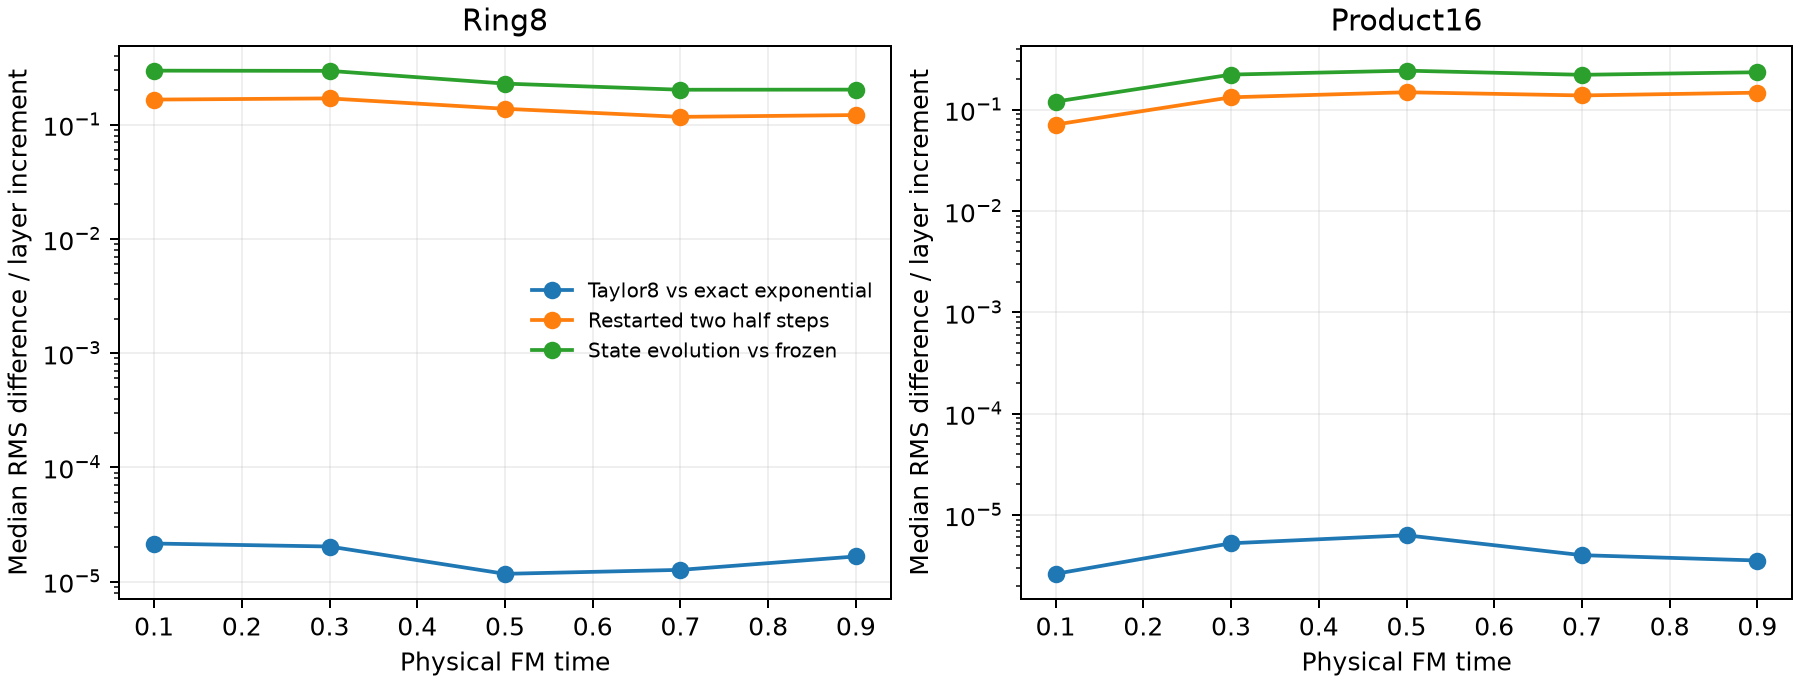 Ring8
Median RMS difference / layer increment
10⁻¹
10⁻²
10⁻³
10⁻⁴
10⁻⁵
Taylor8 vs exact exponential
Restarted two half steps
State evolution vs frozen
0.1 0.2 0.3 0.4 0.5 0.6 0.7 0.8 0.9
Physical FM time
Product16
Median RMS difference / layer increment
10⁻¹
10⁻²
10⁻³
10⁻⁴
10⁻⁵
0.1 0.2 0.3 0.4 0.5 0.6 0.7 0.8 0.9
Physical FM time